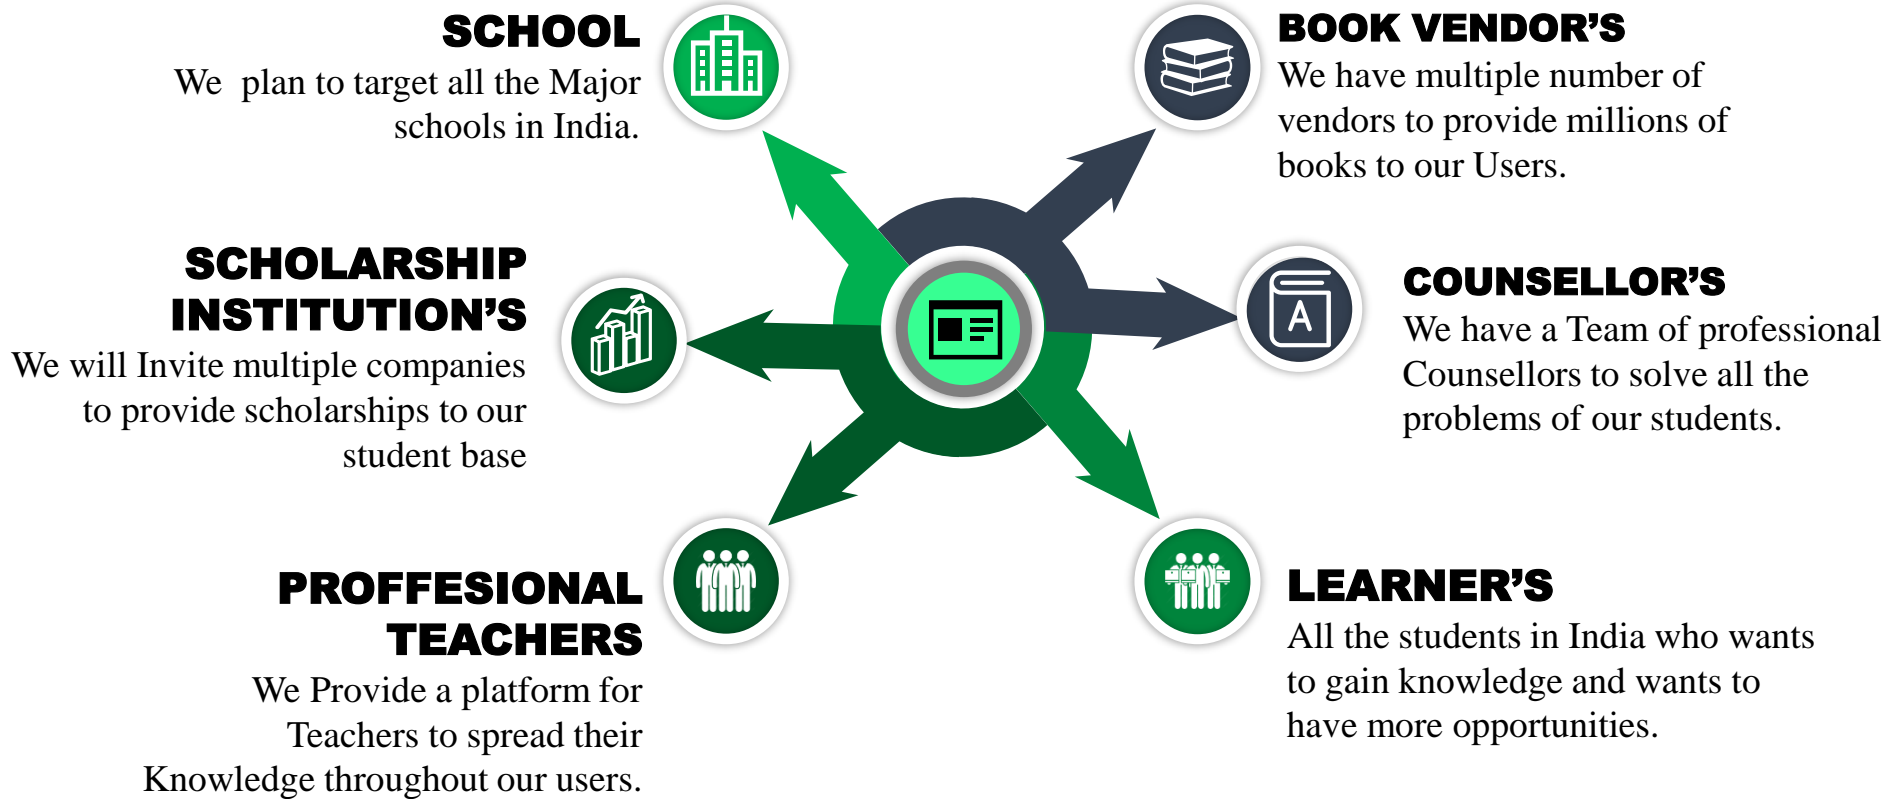 SCHOOL
We  plan to target all the Major
schools in India.
SCHOLARSHIP
INSTITUTION’S
We will Invite multiple companies
to provide scholarships to our
student base
PROFFESIONAL
TEACHERS
We Provide a platform for
Teachers to spread their
Knowledge throughout our users.
BOOK VENDOR’S
We have multiple number of
vendors to provide millions of
books to our Users.
A
COUNSELLOR’S
We have a Team of professional
Counsellors to solve all the
problems of our students.
LEARNER’S
All the students in India who wants
to gain knowledge and wants to
have more opportunities.